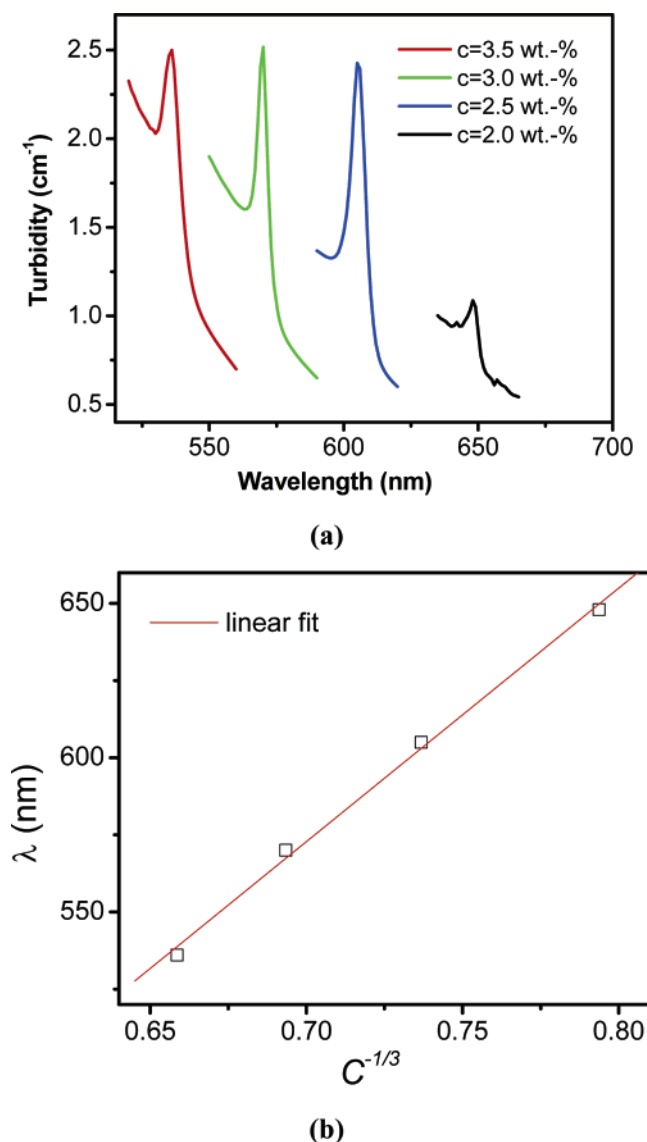 2.5
2.0
1.5
1.0
0.5
Turbidity (cm⁻¹)
c=3.5 wt.-%
c=3.0 wt.-%
c=2.5 wt.-%
c=2.0 wt.-%
550 600 650 700
Wavelength (nm)
(a)
650
600
550
λ (nm)
linear fit
0.65 0.70 0.75 0.80
C⁻¹/³
(b)